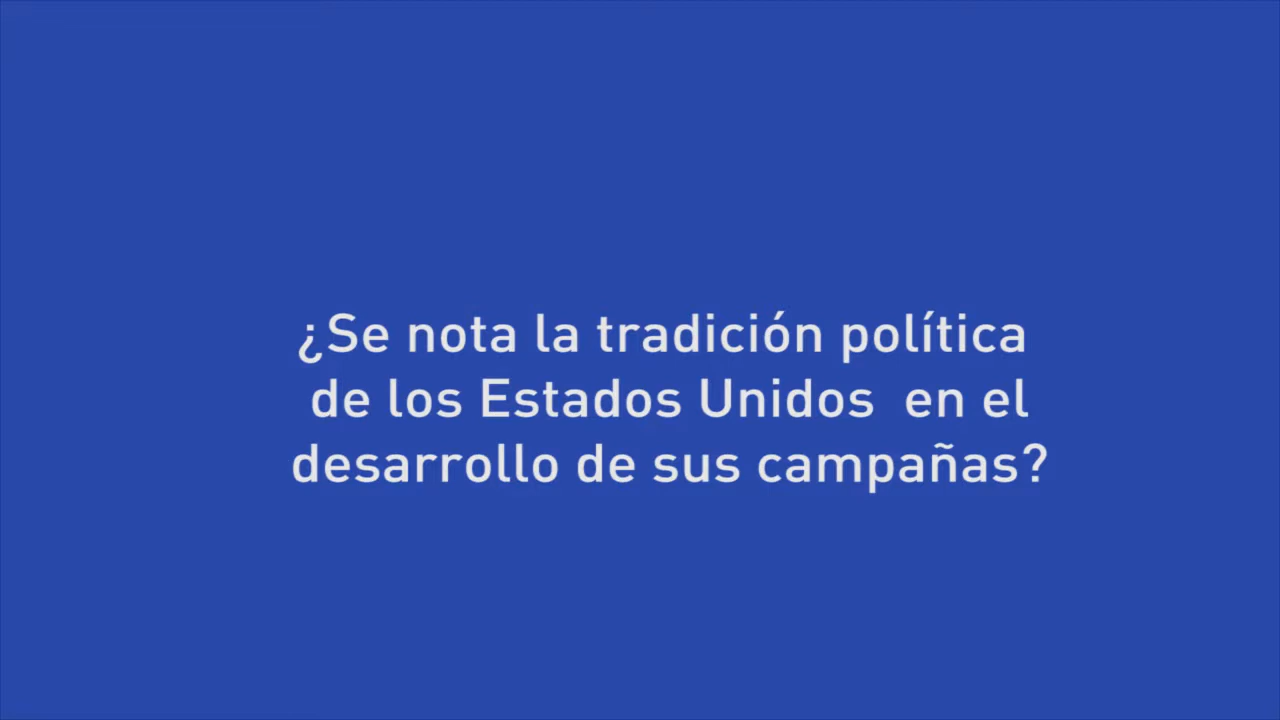 ¿Se nota la tradición política
de los Estados Unidos en el
desarrollo de sus campañas?